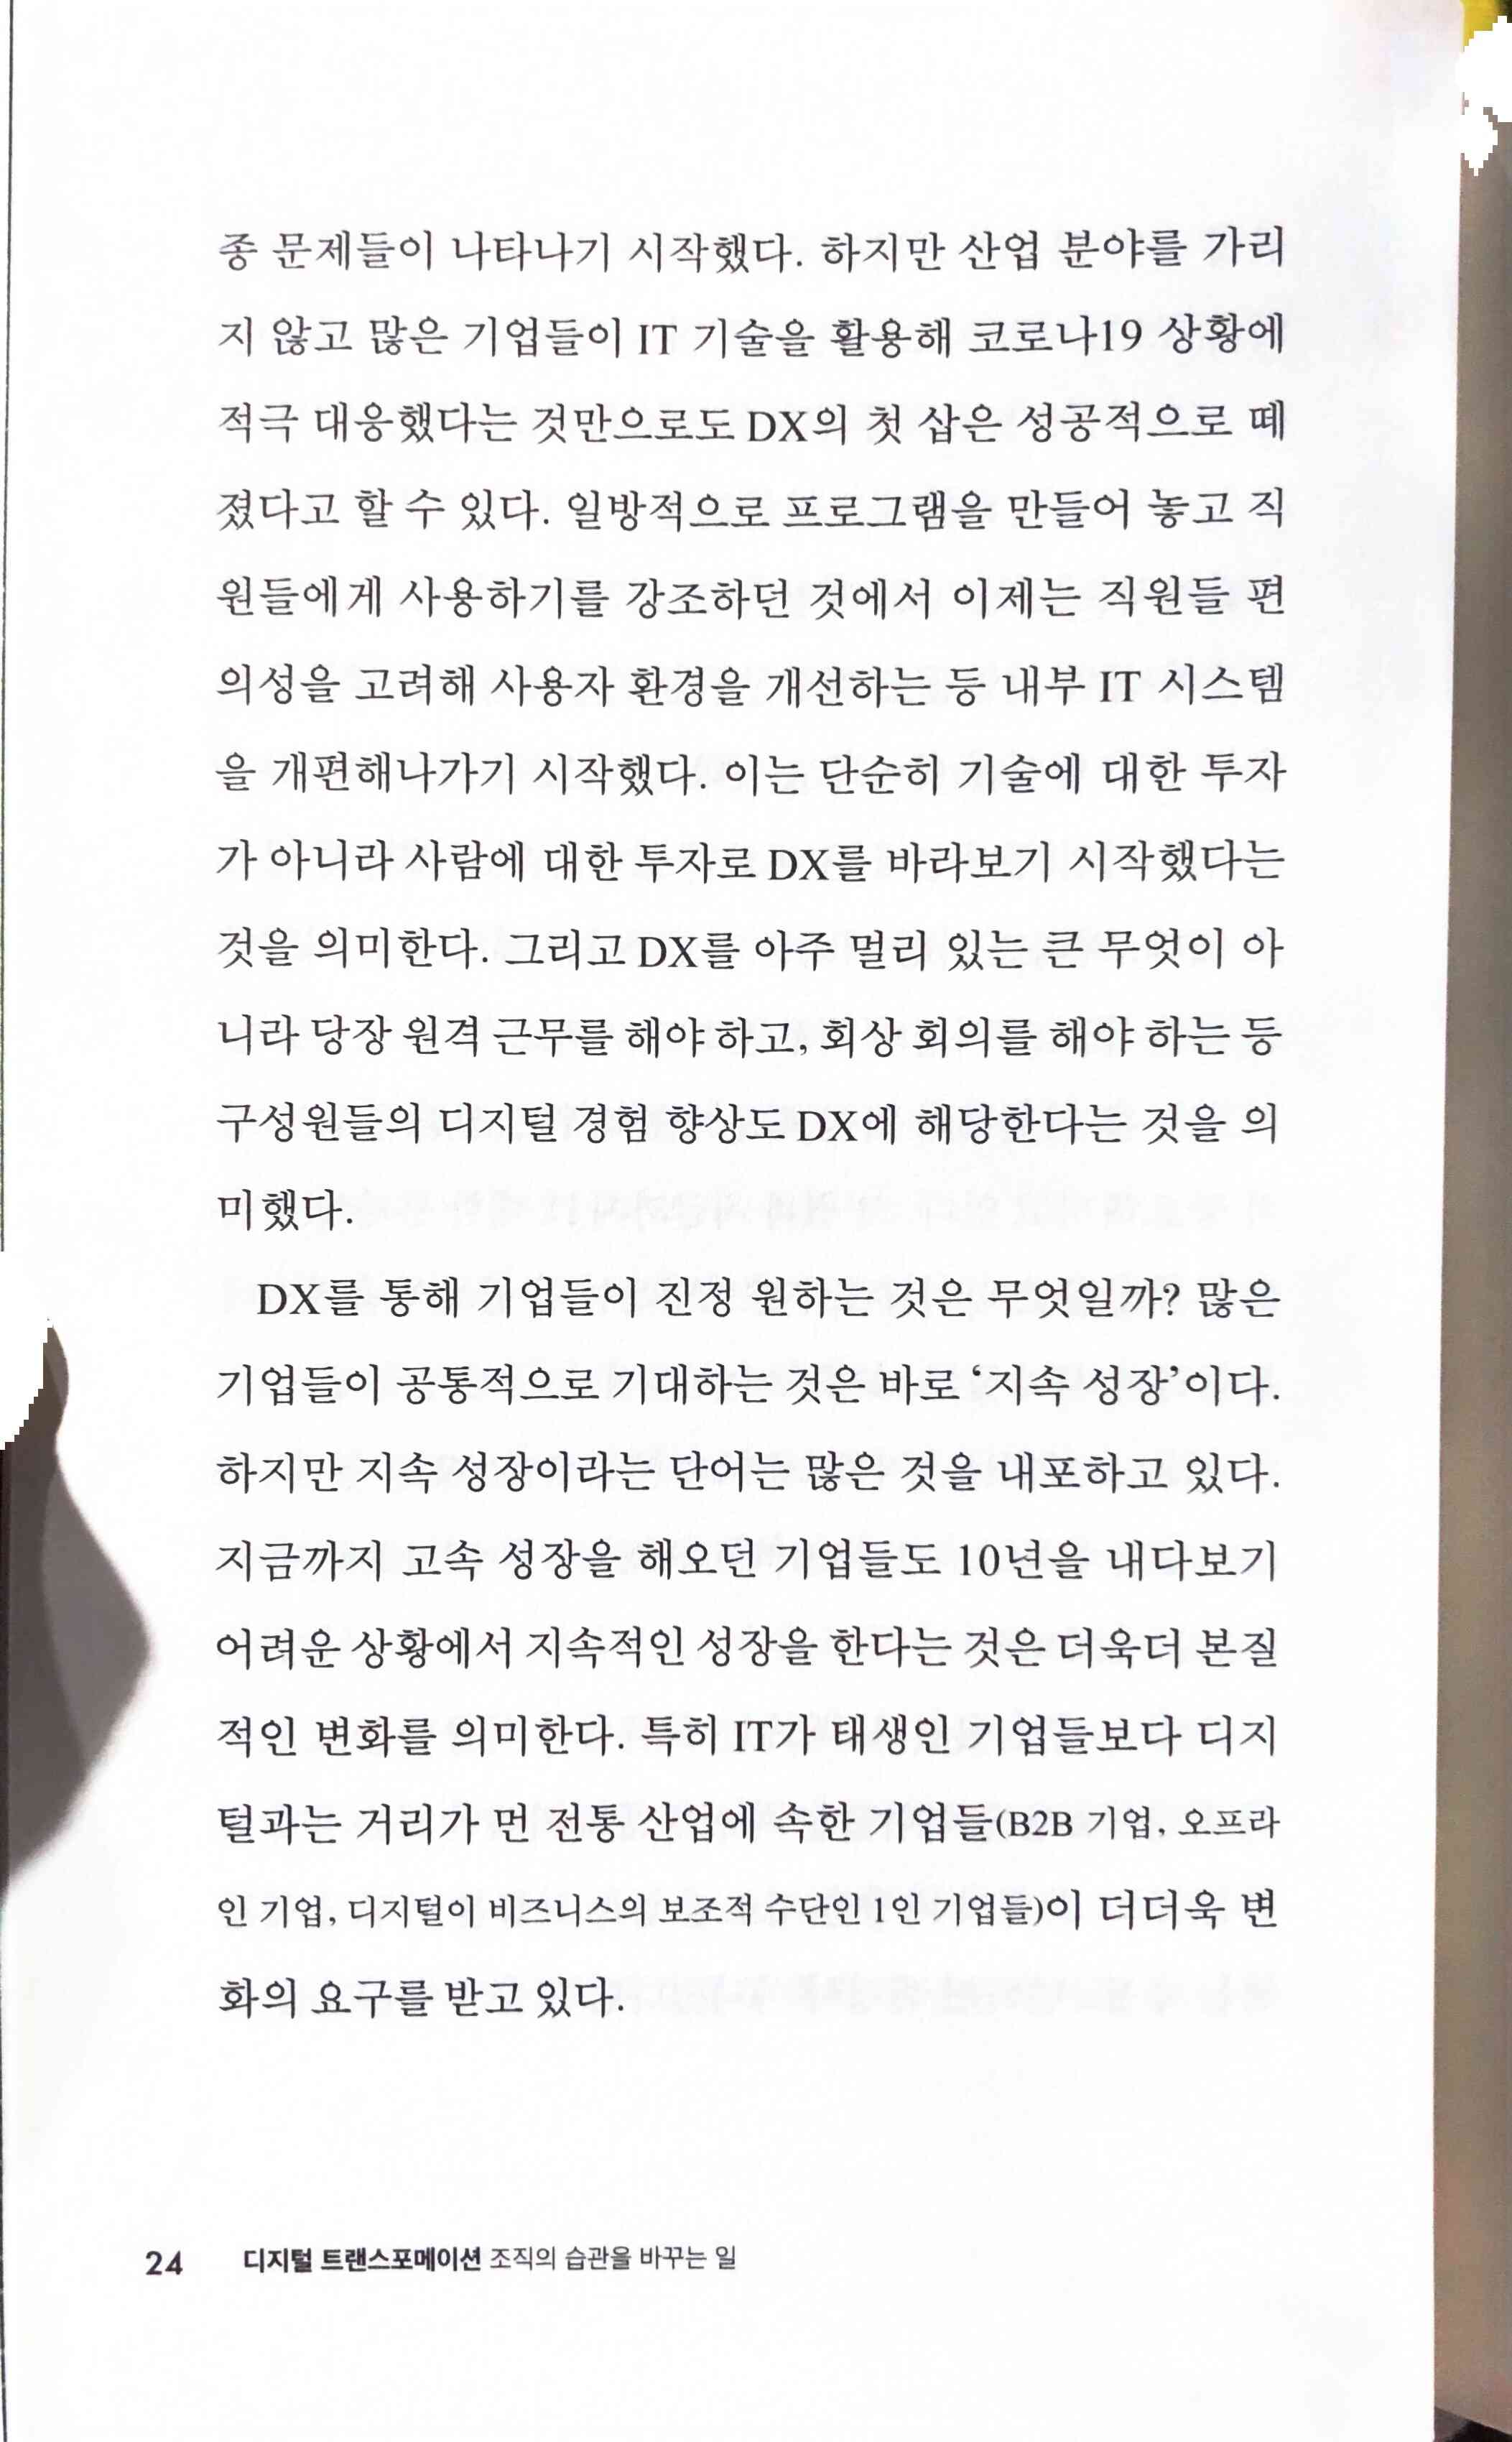 종 문제들이 나타나기 시작했다. 하지만 산업 분야를 가리
지 않고 많은 기업들이 IT 기술을 활용해 코로나19 상황에
적극 대응했다는 것만으로도 DX의 첫 삽은 성공적으로 떼
졌다고 할 수 있다. 일방적으로 프로그램을 만들어 놓고 직
원들에게 사용하기를 강조하던 것에서 이제는 직원들 편
의성을 고려해 사용자 환경을 개선하는 등 내부 IT 시스템
을 개편해나가기 시작했다. 이는 단순히 기술에 대한 투자
가 아니라 사람에 대한 투자로 DX를 바라보기 시작했다는
것을 의미한다. 그리고 DX를 아주 멀리 있는 큰 무엇이 아
니라 당장 원격 근무를 해야 하고, 회상 회의를 해야 하는 등
구성원들의 디지털 경험 향상도 DX에 해당한다는 것을 의
미했다.
DX를 통해 기업들이 진정 원하는 것은 무엇일까? 많은
기업들이 공통적으로 기대하는 것은 바로 ‘지속 성장’이다.
하지만 지속 성장이라는 단어는 많은 것을 내포하고 있다.
지금까지 고속 성장을 해오던 기업들도 10년을 내다보기
어려운 상황에서 지속적인 성장을 한다는 것은 더욱더 본질
적인 변화를 의미한다. 특히 IT가 태생인 기업들보다 디지
털과는 거리가 먼 전통 산업에 속한 기업들(B2B 기업, 오프라
인 기업, 디지털이 비즈니스의 보조적 수단인 1인 기업들)이 더더욱 변
화의 요구를 받고 있다.
24 디지털 트랜스포메이션 조직의 습관을 바꾸는 일